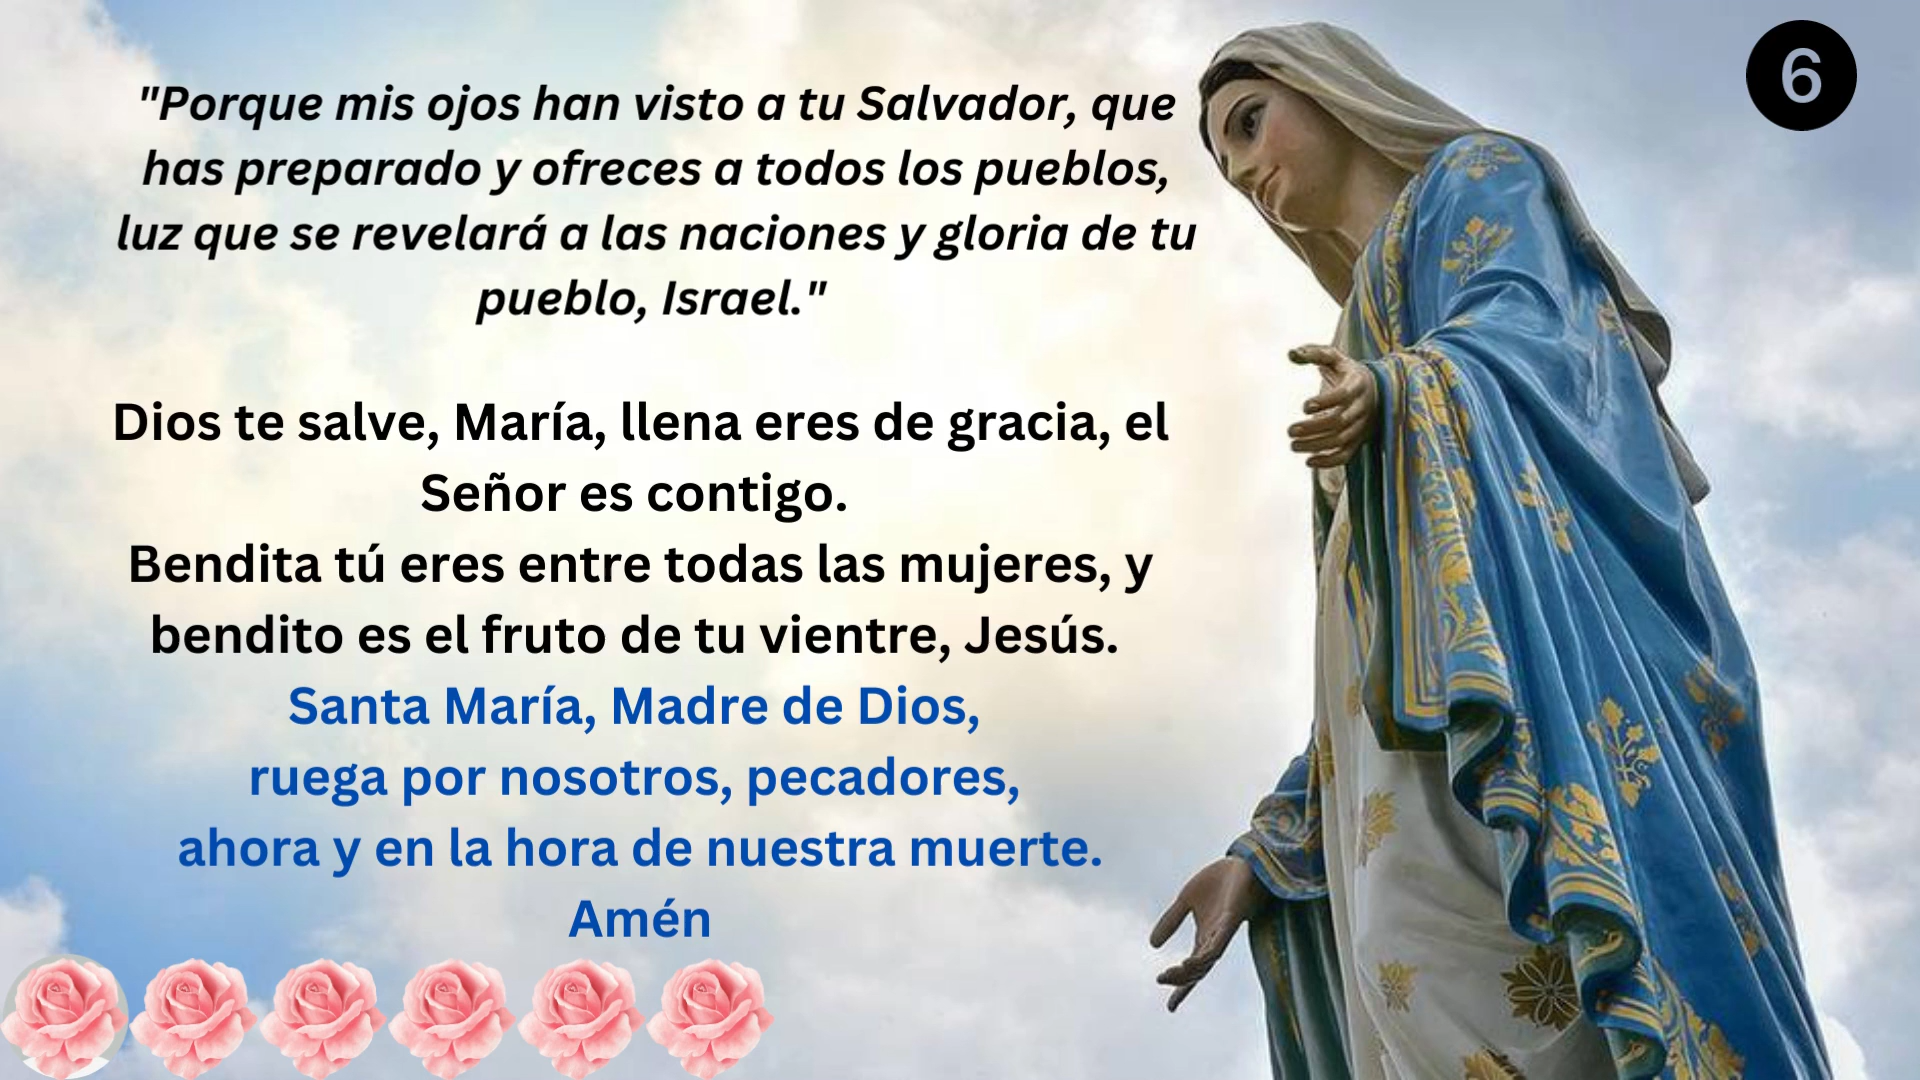 6
"Porque mis ojos han visto a tu Salvador, que
has preparado y ofreces a todos los pueblos,
luz que se revelará a las naciones y gloria de tu
pueblo, Israel."
Dios te salve, María, llena eres de gracia, el
Señor es contigo.
Bendita tú eres entre todas las mujeres, y
bendito es el fruto de tu vientre, Jesús.
Santa María, Madre de Dios,
ruega por nosotros, pecadores,
ahora y en la hora de nuestra muerte.
Amén